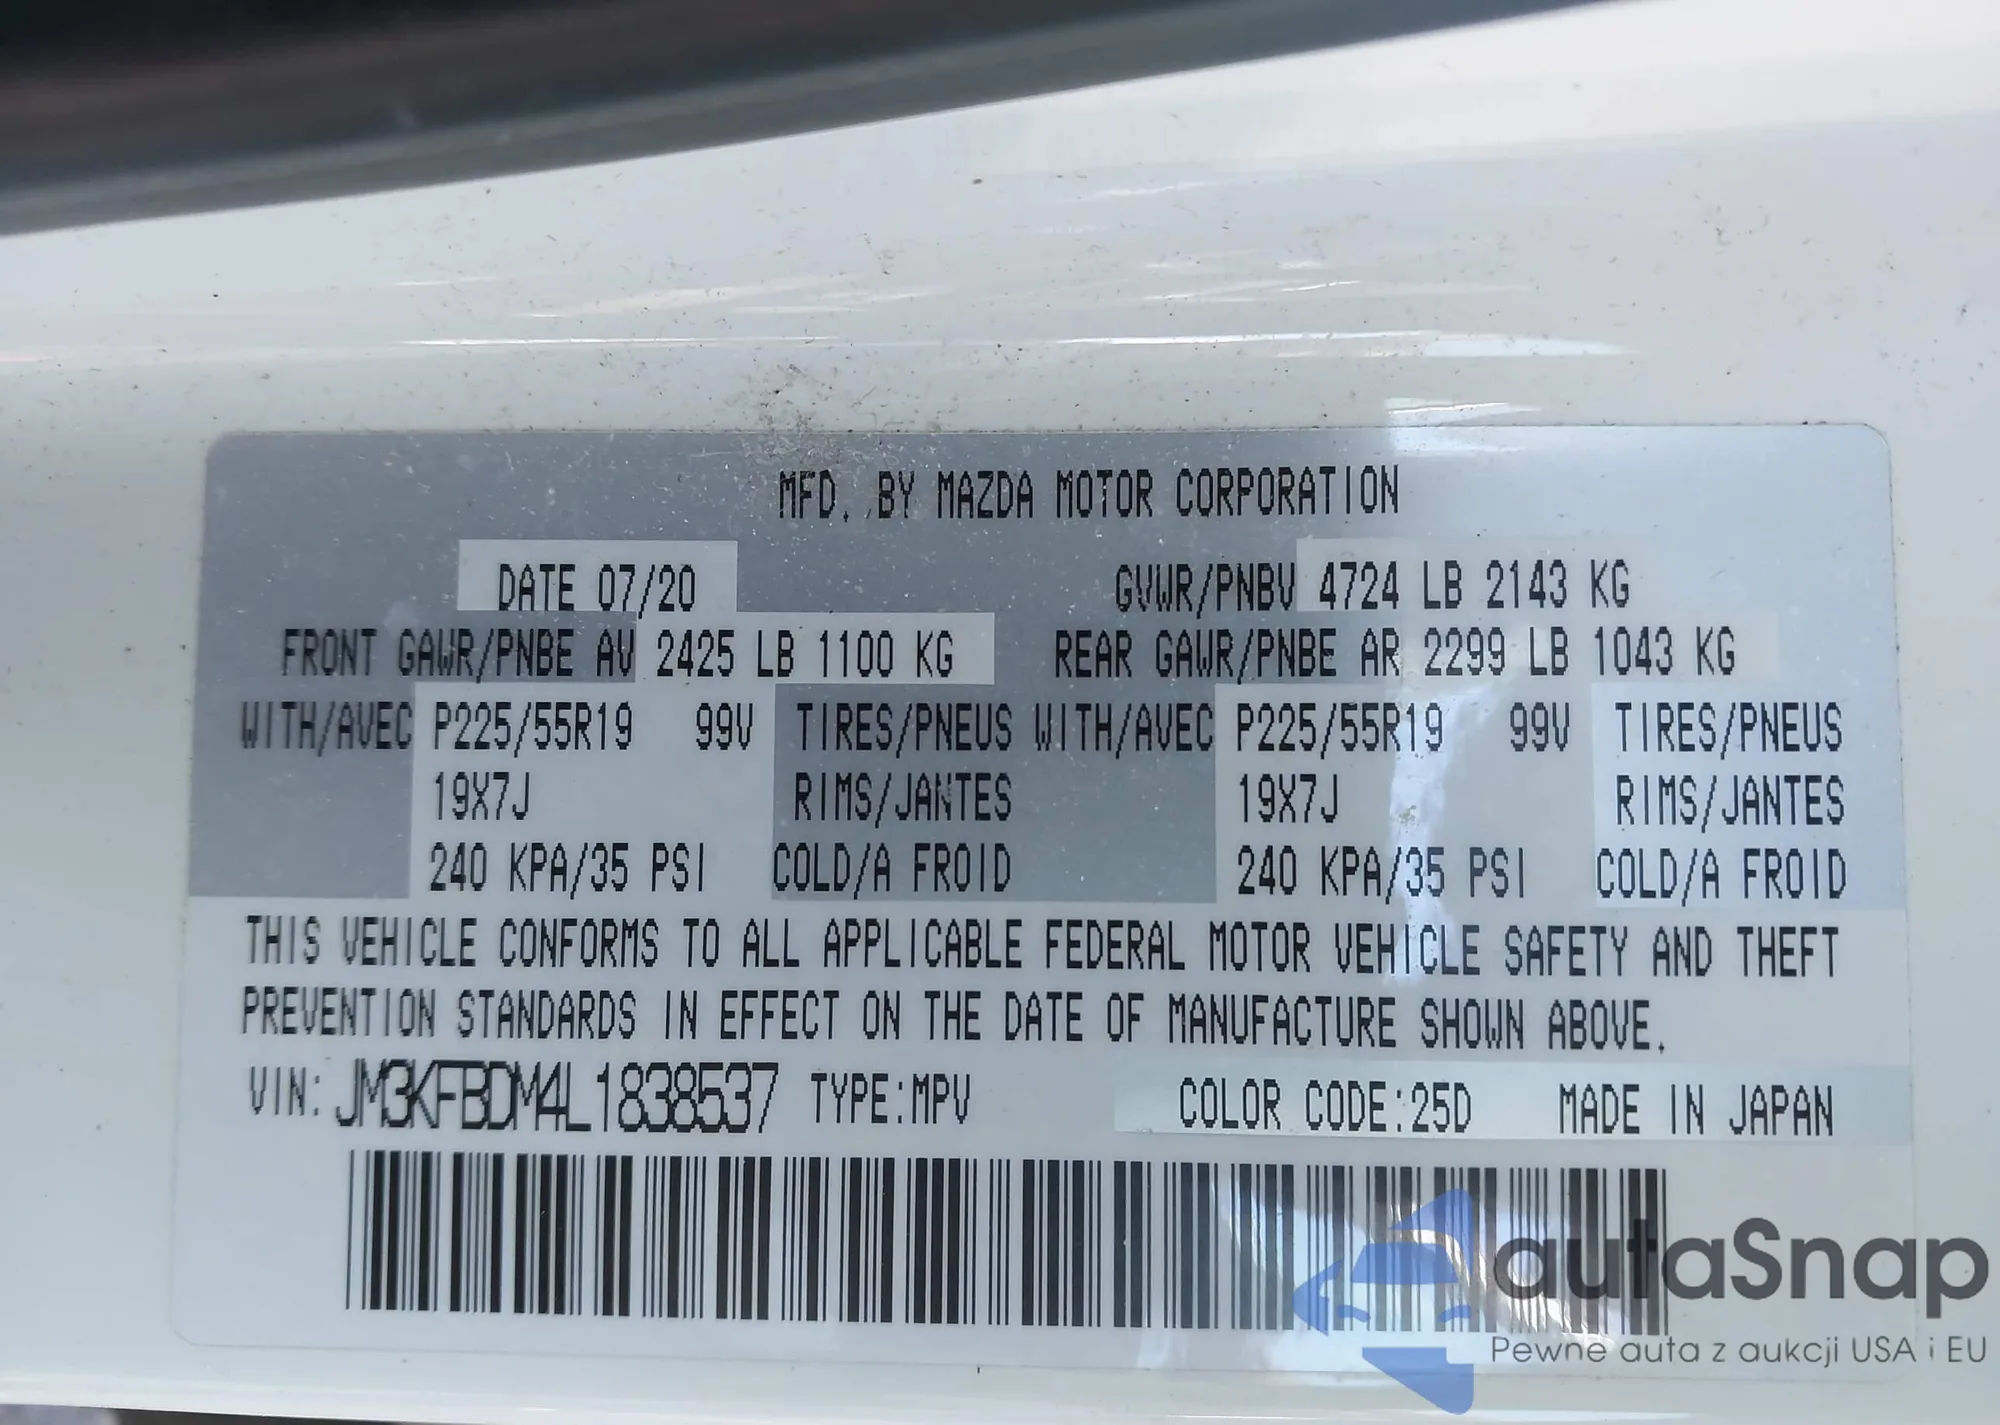 MFD. BY MAZDA MOTOR CORPORATION
DATE 07/20 GVWR/PNBV 4724 LB 2143 KG
FRONT GAWR/PNBE AV 2425 LB 1100 KG REAR GAWR/PNBE AR 2299 LB 1043 KG
WITH/AVEC P225/55R19 99V TIRES/PNEUS WITH/AVEC P225/55R19 99V TIRES/PNEUS
19X7J RIMS/JANTES 19X7J RIMS/JANTES
240 KPA/35 PSI COLD/A FROID 240 KPA/35 PSI COLD/A FROID
THIS VEHICLE CONFORMS TO ALL APPLICABLE FEDERAL MOTOR VEHICLE SAFETY AND THEFT
PREVENTION STANDARDS IN EFFECT ON THE DATE OF MANUFACTURE SHOWN ABOVE.
VIN: JM3KFBDM4L1838537 TYPE:MPV COLOR CODE:25D MADE IN JAPAN
autaSnap
Pewne auta z aukcji USA i EU